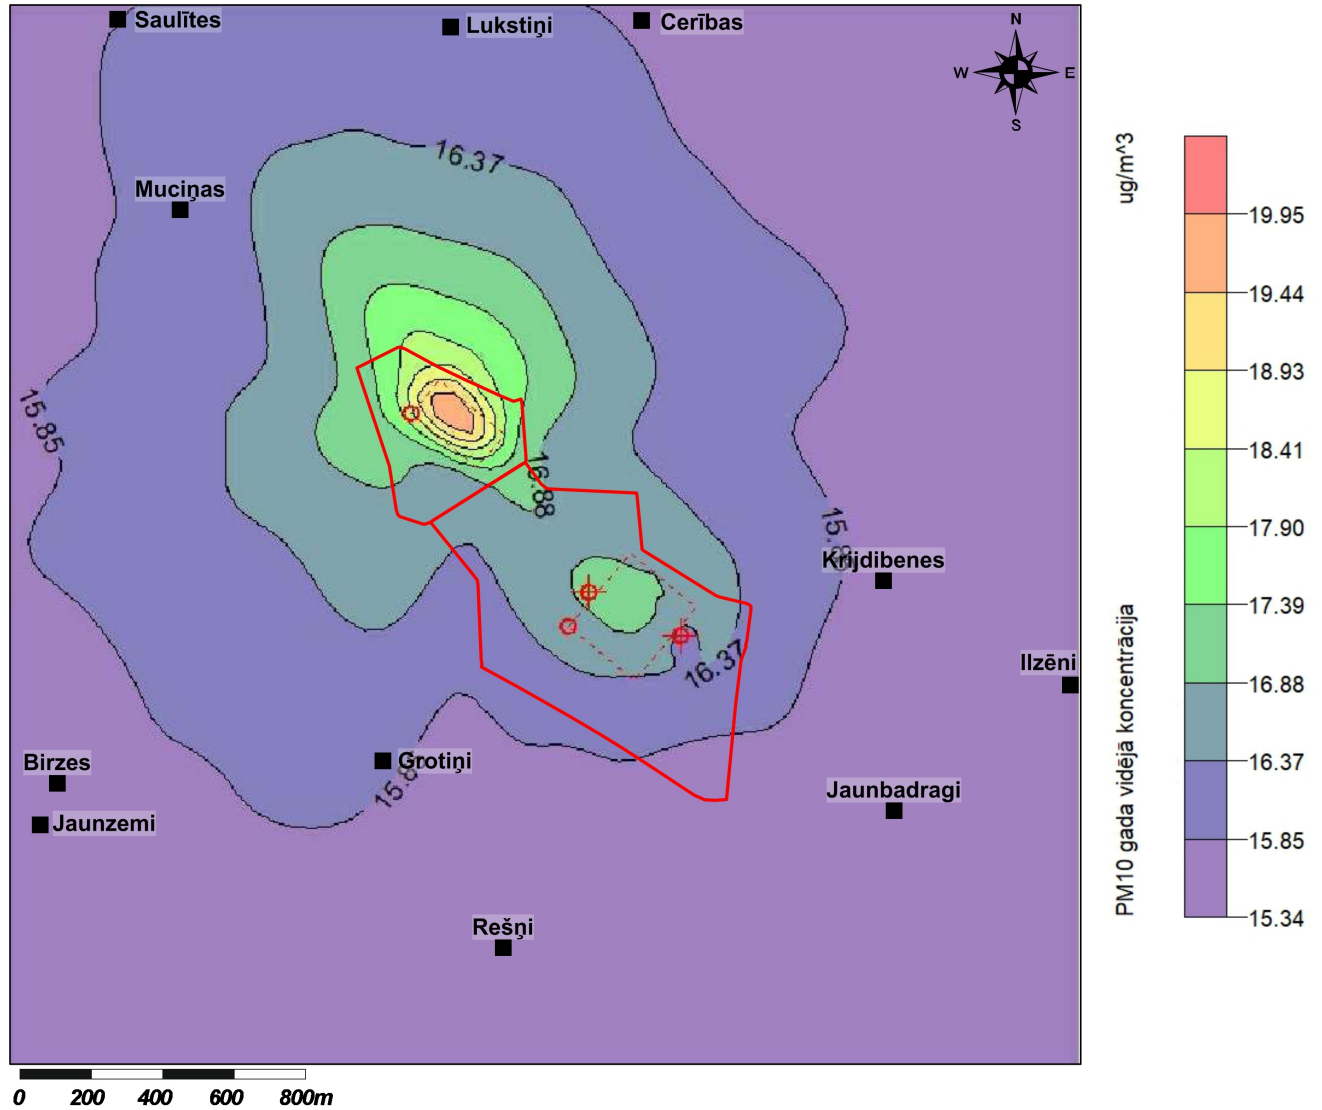 Saulītes
Lukstiņi
Cerības
N
W
E
S
16.37
Muciņas
ug/m^3
19.95
19.44
18.93
18.41
17.90
17.39
16.88
16.37
15.85
15.34
PM10 gada vidējā koncentrācija
15.85
16.88
Krijdibenes
16.37
Ilzēni
Grotiņi
Birzes
Jaunzemi
Jaunbadragi
Rešņi
0 200 400 600 800m